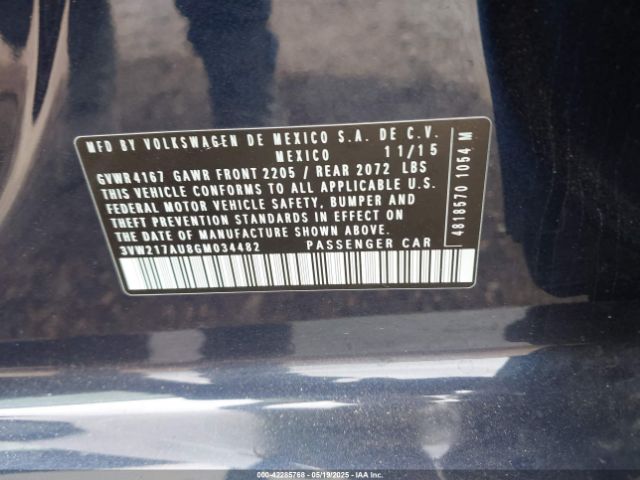 MFD BY VOLKSWAGEN DE MEXICO S.A. DE C.V.
MEXICO 11/15
GVWR4167 GAWR FRONT 2205 / REAR 2072 LBS
THIS VEHICLE CONFORMS TO ALL APPLICABLE U.S.
FEDERAL MOTOR VEHICLE SAFETY, BUMPER AND
THEFT PREVENTION STANDARDS IN EFFECT ON
THE DATE OF MANUFACTURE SHOWN ABOVE.
3VW217AU8GM034482 PASSENGER CAR
4818570 1054 M
000-42285768 - 05/19/2025 - IAA Inc.